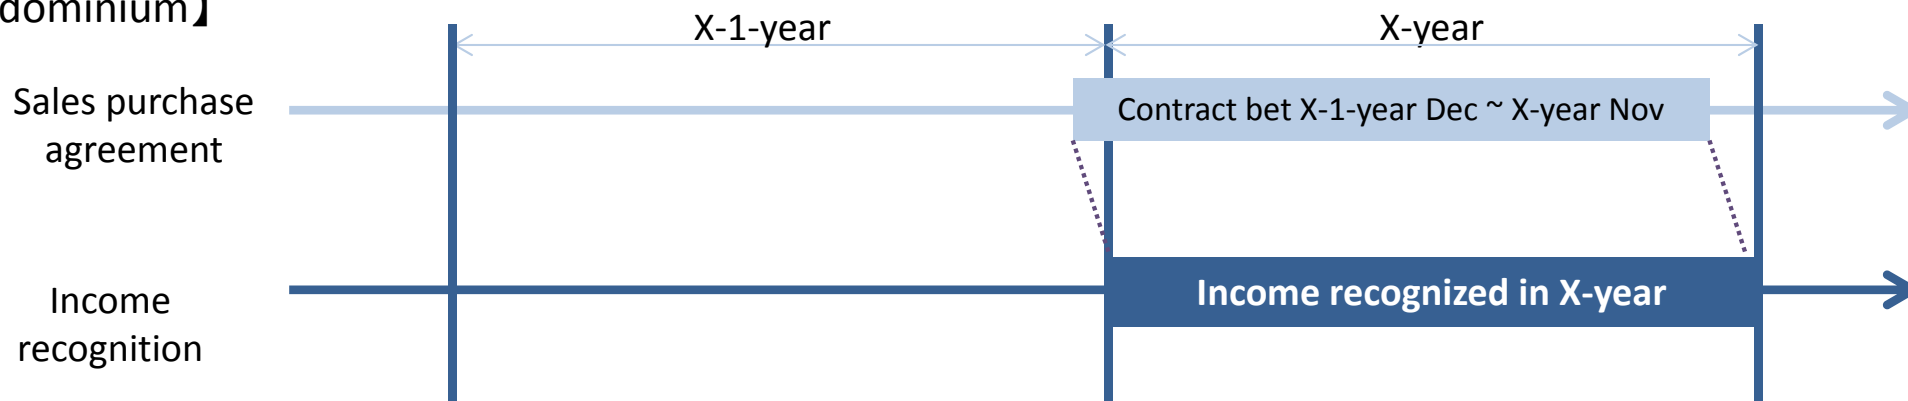 dominium】
X-1-year
X-year
Sales purchase
agreement
Contract bet X-1-year Dec ~ X-year Nov
Income
recognition
Income recognized in X-year